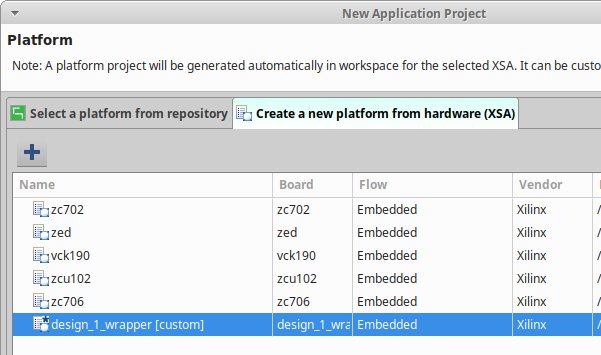 New Application Project
Platform
Note: A platform project will be generated automatically in workspace for the selected XSA. It can be
Select a platform from repository Create a new platform from hardware (XSA)
Name Board Flow Vendor
zc702 zc702 Embedded Xilinx /
zed zed Embedded Xilinx /
vck190 vck190 Embedded Xilinx /
zcu102 zcu102 Embedded Xilinx /
zc706 zc706 Embedded Xilinx /
design_1_wrapper [custom] design_1_wra Embedded Xilinx /